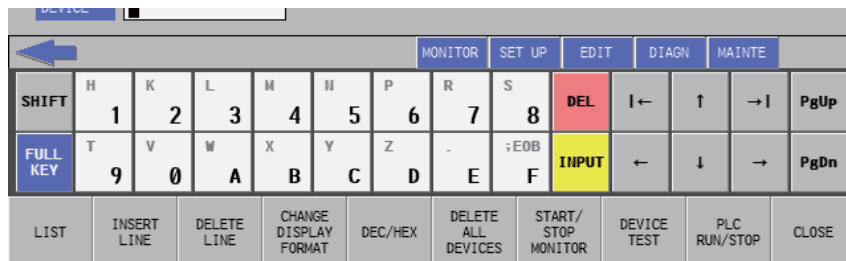 DEVICE
MONITOR SET UP EDIT DIAGN MAINTE
SHIFT H 1 K 2 L 3 M 4 N 5 P 6 R 7 S 8 DEL |← ↑ →| PgUp
FULL KEY T 9 V 0 W A X B Y C Z D . E ;EOB F INPUT ← ↓ → PgDn
LIST
INSERT
LINE
DELETE
LINE
CHANGE
DISPLAY
FORMAT
DEC/HEX
DELETE
ALL
DEVICES
START/
STOP
MONITOR
DEVICE
TEST
PLC
RUN/STOP
CLOSE